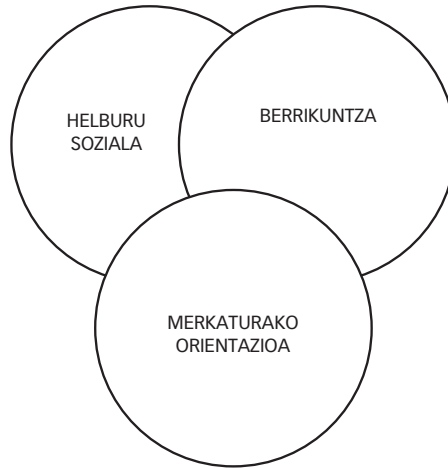 HELBURU
SOZIALA
BERRIKUNTZA
MERKATURAKO
ORIENTAZIOA